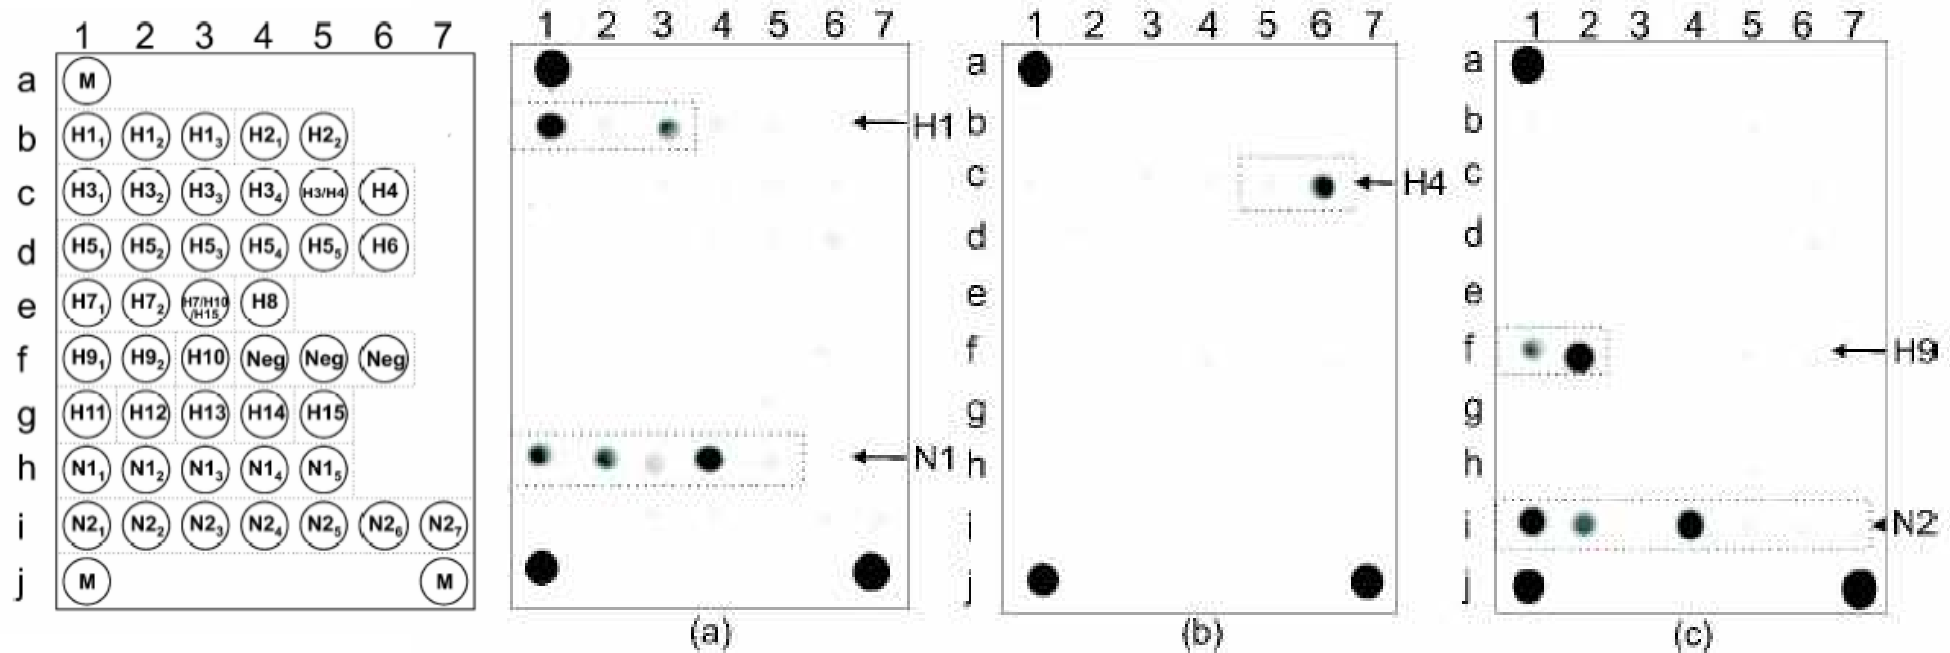 1 2 3 4 5 6 7
a M
b H1₁ H1₂ H1₃ H2₁ H2₂
c H3₁ H3₂ H3₃ H3₄ H3/H4 H4
d H5₁ H5₂ H5₃ H5₄ H5₅ H6
e H7₁ H7₂ H7/H10/H15 H8
f H9₁ H9₂ H10 Neg Neg Neg
g H11 H12 H13 H14 H15
h N1₁ N1₂ N1₃ N1₄ N1₅
i N2₁ N2₂ N2₃ N2₄ N2₅ N2₆ N2₇
j M M
1 2 3 4 5 6 7
H1
N1
(a)
1 2 3 4 5 6 7
a
b
c
d
e
f
g
h
i
j
H4
(b)
1 2 3 4 5 6 7
a
b
c
d
e
f
g
h
i
j
H9
N2
(c)